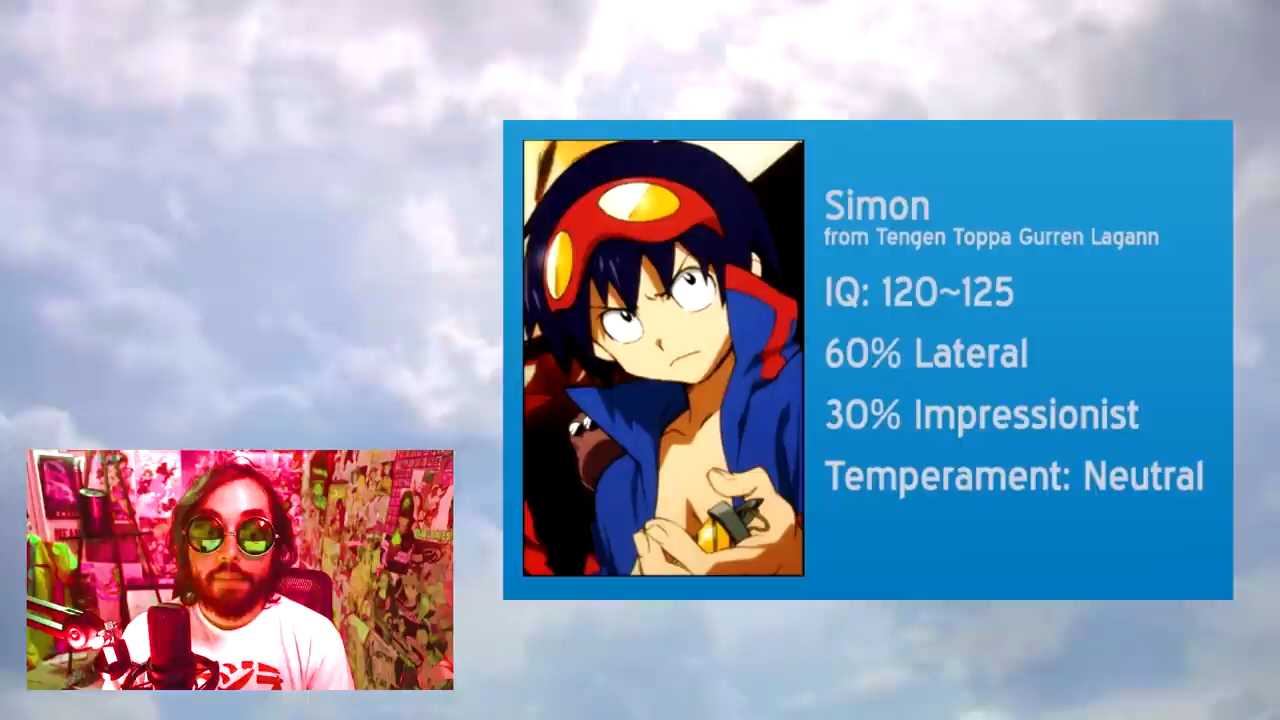 Simon
from Tengen Toppa Gurren Lagann
IQ: 120~125
60% Lateral
30% Impressionist
Temperament: Neutral